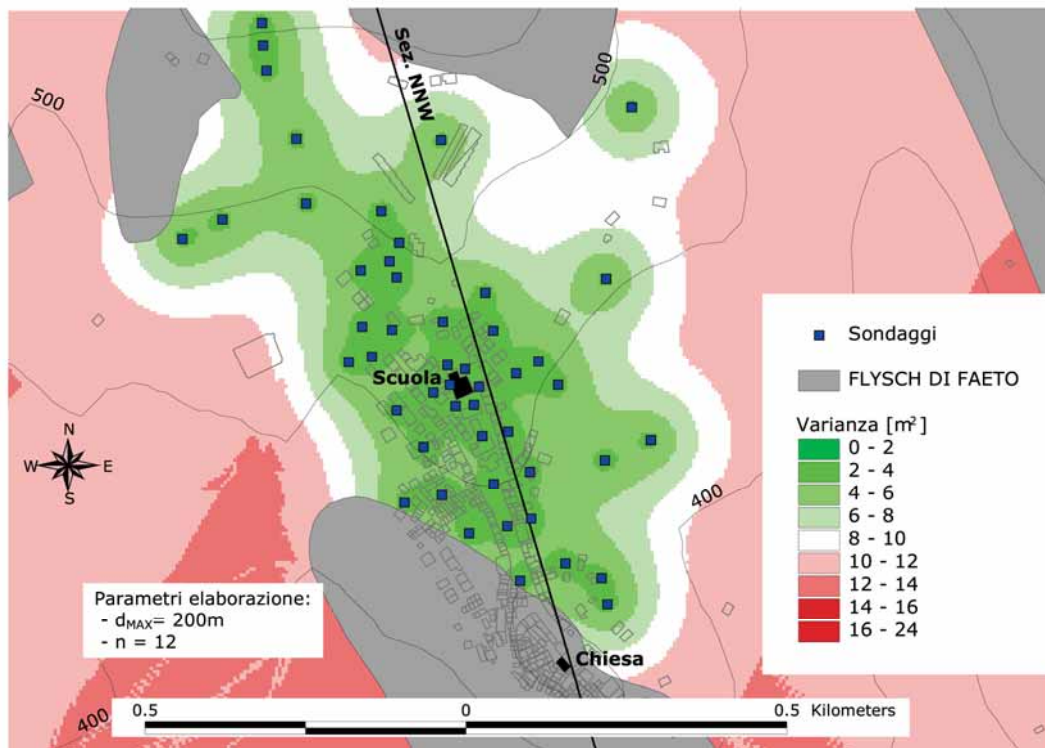 500
Sez. NNW
500
Scuola
N
W E
S
400
Parametri elaborazione:
- dMAX= 200m
- n = 12
Chiesa
400
0.5 0 0.5 Kilometers
Sondaggi
FLYSCH DI FAETO
Varianza [m²]
0 - 2
2 - 4
4 - 6
6 - 8
8 - 10
10 - 12
12 - 14
14 - 16
16 - 24